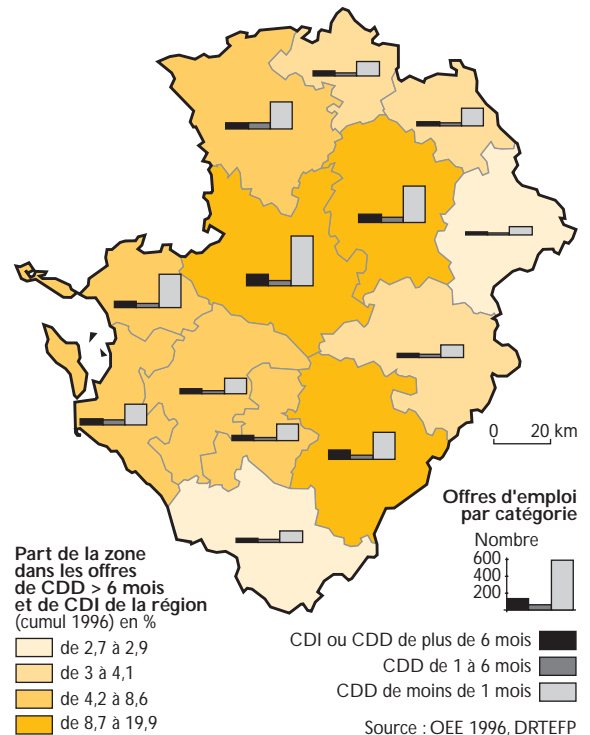 0 20 km
Offres d'emploi
par catégorie
Nombre
600
400
200
Part de la zone
dans les offres
de CDD > 6 mois
et de CDI de la région
(cumul 1996) en %
de 2,7 à 2,9
de 3 à 4,1
de 4,2 à 8,6
de 8,7 à 19,9
CDI ou CDD de plus de 6 mois
CDD de 1 à 6 mois
CDD de moins de 1 mois
Source : OEE 1996, DRTEFP